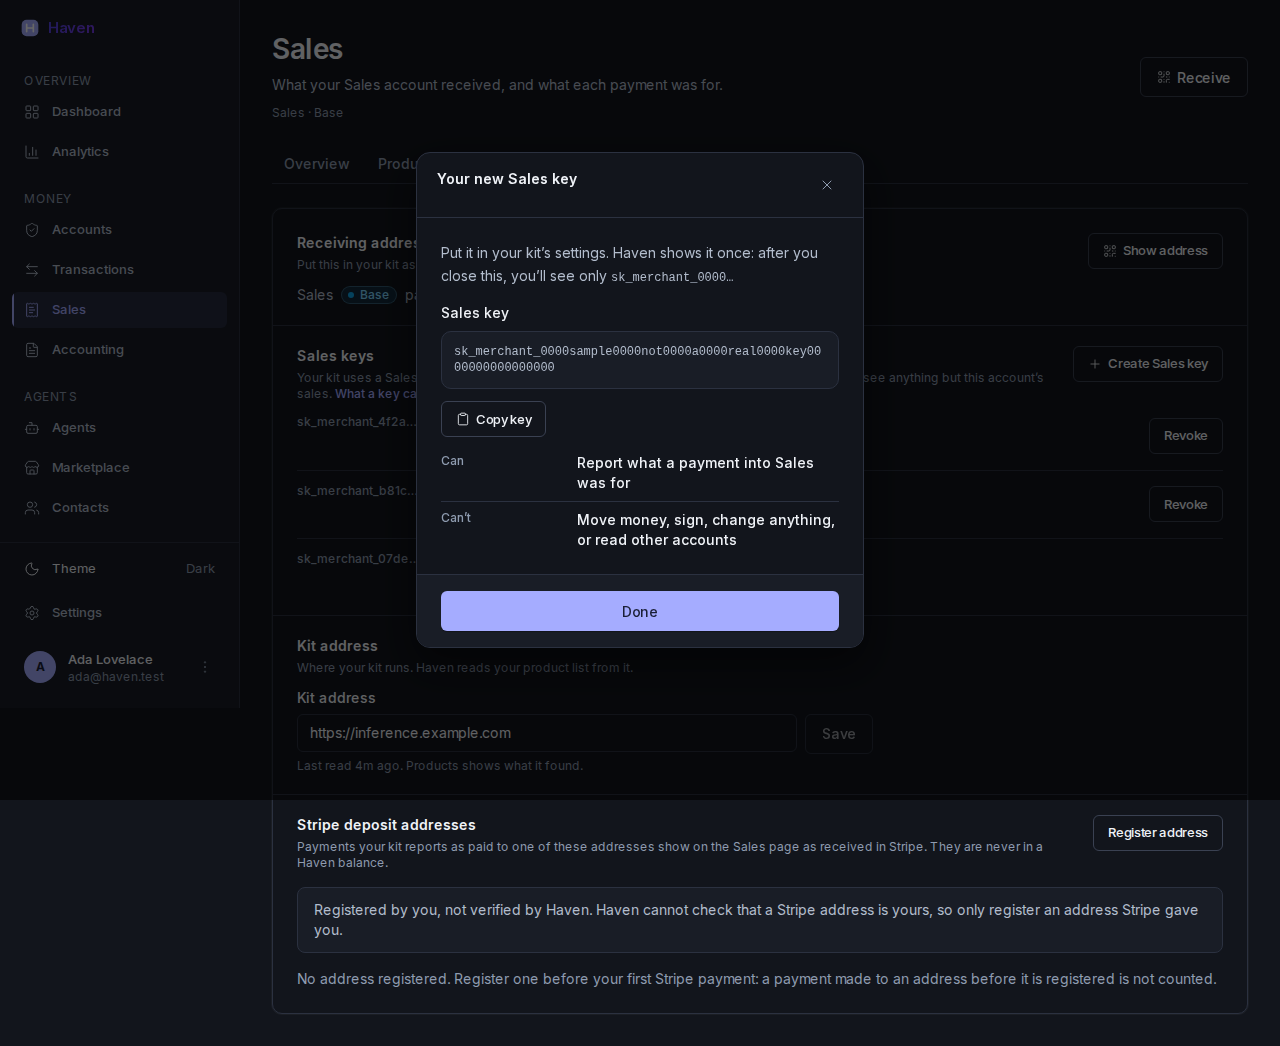 Haven
OVERVIEW
Dashboard
Analytics
MONEY
Accounts
Transactions
Sales
Accounting
AGENTS
Agents
Marketplace
Contacts
Theme Dark
Settings
A
Ada Lovelace
ada@haven.test
Sales
What your Sales account received, and what each payment was for.
Sales · Base
Receive
Overview
Receiving
Put this in your kit as
Show address
Sales Base
Sales keys
Your kit uses a Sales see anything but this account’s
sales. What a key
Create Sales key
sk_merchant_4f2a…
Revoke
sk_merchant_b81c…
Revoke
sk_merchant_07de…
Kit address
Where your kit runs. Haven reads your product list from it.
Kit address
https://inference.example.com
Save
Last read 4m ago. Products shows what it found.
Stripe deposit addresses
Payments your kit reports as paid to one of these addresses show on the Sales page as received in Stripe. They are never in a
Haven balance.
Register address
Registered by you, not verified by Haven. Haven cannot check that a Stripe address is yours, so only register an address Stripe gave
you.
No address registered. Register one before your first Stripe payment: a payment made to an address before it is registered is not counted.
Your new Sales key
Put it in your kit’s settings. Haven shows it once: after you
close this, you’ll see only sk_merchant_0000…
Sales key
sk_merchant_0000sample0000not0000a0000real0000key00
00000000000000
Copy key
Can
Report what a payment into Sales
was for
Can’t
Move money, sign, change anything,
or read other accounts
Done